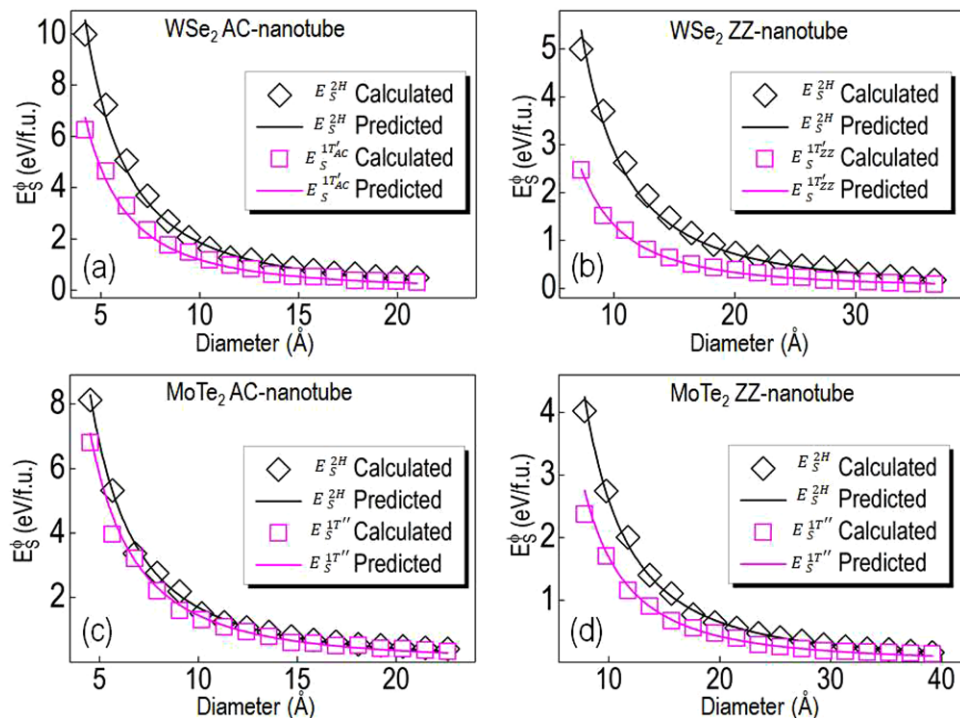 WSe₂ AC-nanotube
E_S^ϕ (eV/f.u.)
10
8
6
4
2
0
E_S^2H Calculated
E_S^2H Predicted
E_S^1T'_AC Calculated
E_S^1T'_AC Predicted
(a)
5 10 15 20
Diameter (Å)
WSe₂ ZZ-nanotube
E_S^ϕ (eV/f.u.)
5
4
3
2
1
0
E_S^2H Calculated
E_S^2H Predicted
E_S^1T'_ZZ Calculated
E_S^1T'_ZZ Predicted
(b)
10 20 30
Diameter (Å)
MoTe₂ AC-nanotube
E_S^ϕ (eV/f.u.)
8
6
4
2
E_S^2H Calculated
E_S^2H Predicted
E_S^1T'' Calculated
E_S^1T'' Predicted
(c)
5 10 15 20
Diameter (Å)
MoTe₂ ZZ-nanotube
E_S^ϕ (eV/f.u.)
4
3
2
1
E_S^2H Calculated
E_S^2H Predicted
E_S^1T'' Calculated
E_S^1T'' Predicted
(d)
10 20 30 40
Diameter (Å)